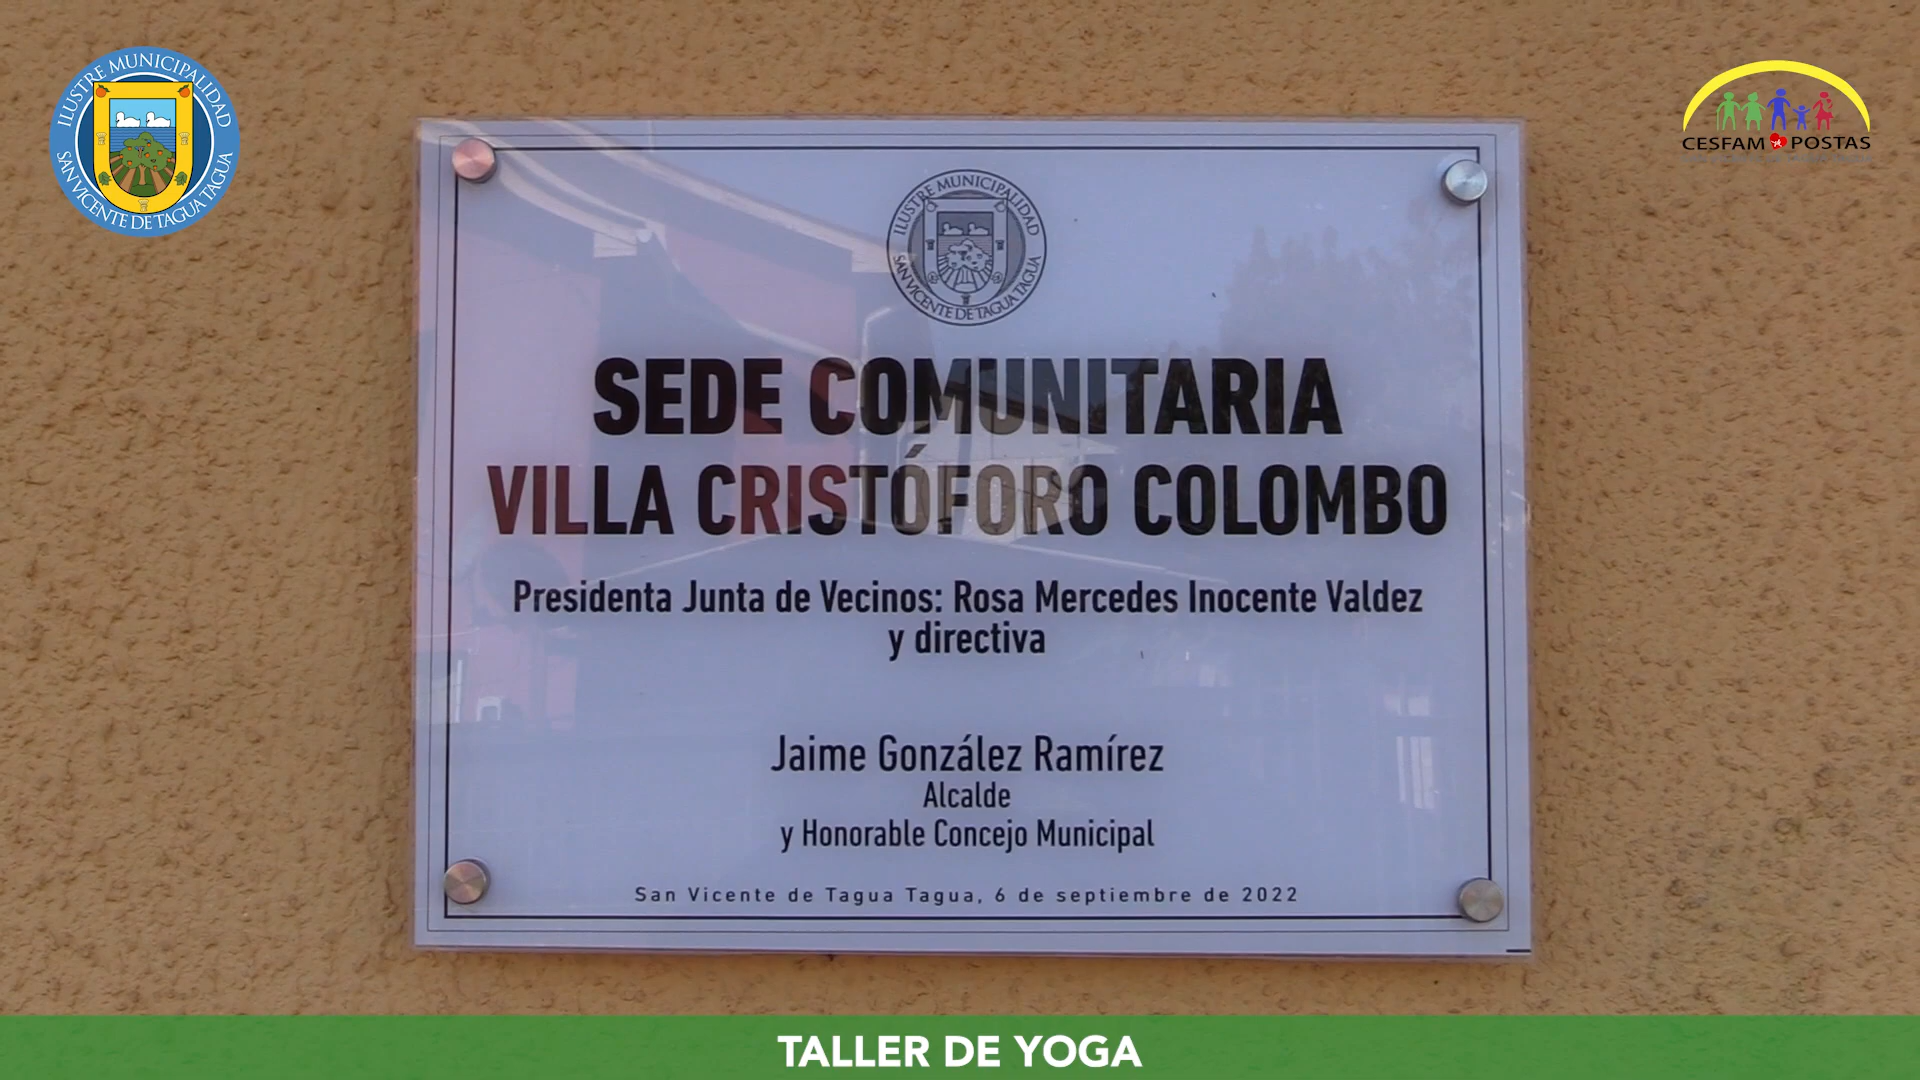 ILUSTRE MUNICIPALIDAD
SAN VICENTE DE TAGUA TAGUA
CESFAM POSTAS
ILUSTRE MUNICIPALIDAD
SAN VICENTE DE TAGUA TAGUA
SEDE COMUNITARIA
VILLA CRISTÓFORO COLOMBO
Presidenta Junta de Vecinos: Rosa Mercedes Inocente Valdez
y directiva
Jaime González Ramírez
Alcalde
y Honorable Concejo Municipal
San Vicente de Tagua Tagua, 6 de septiembre de 2022
TALLER DE YOGA